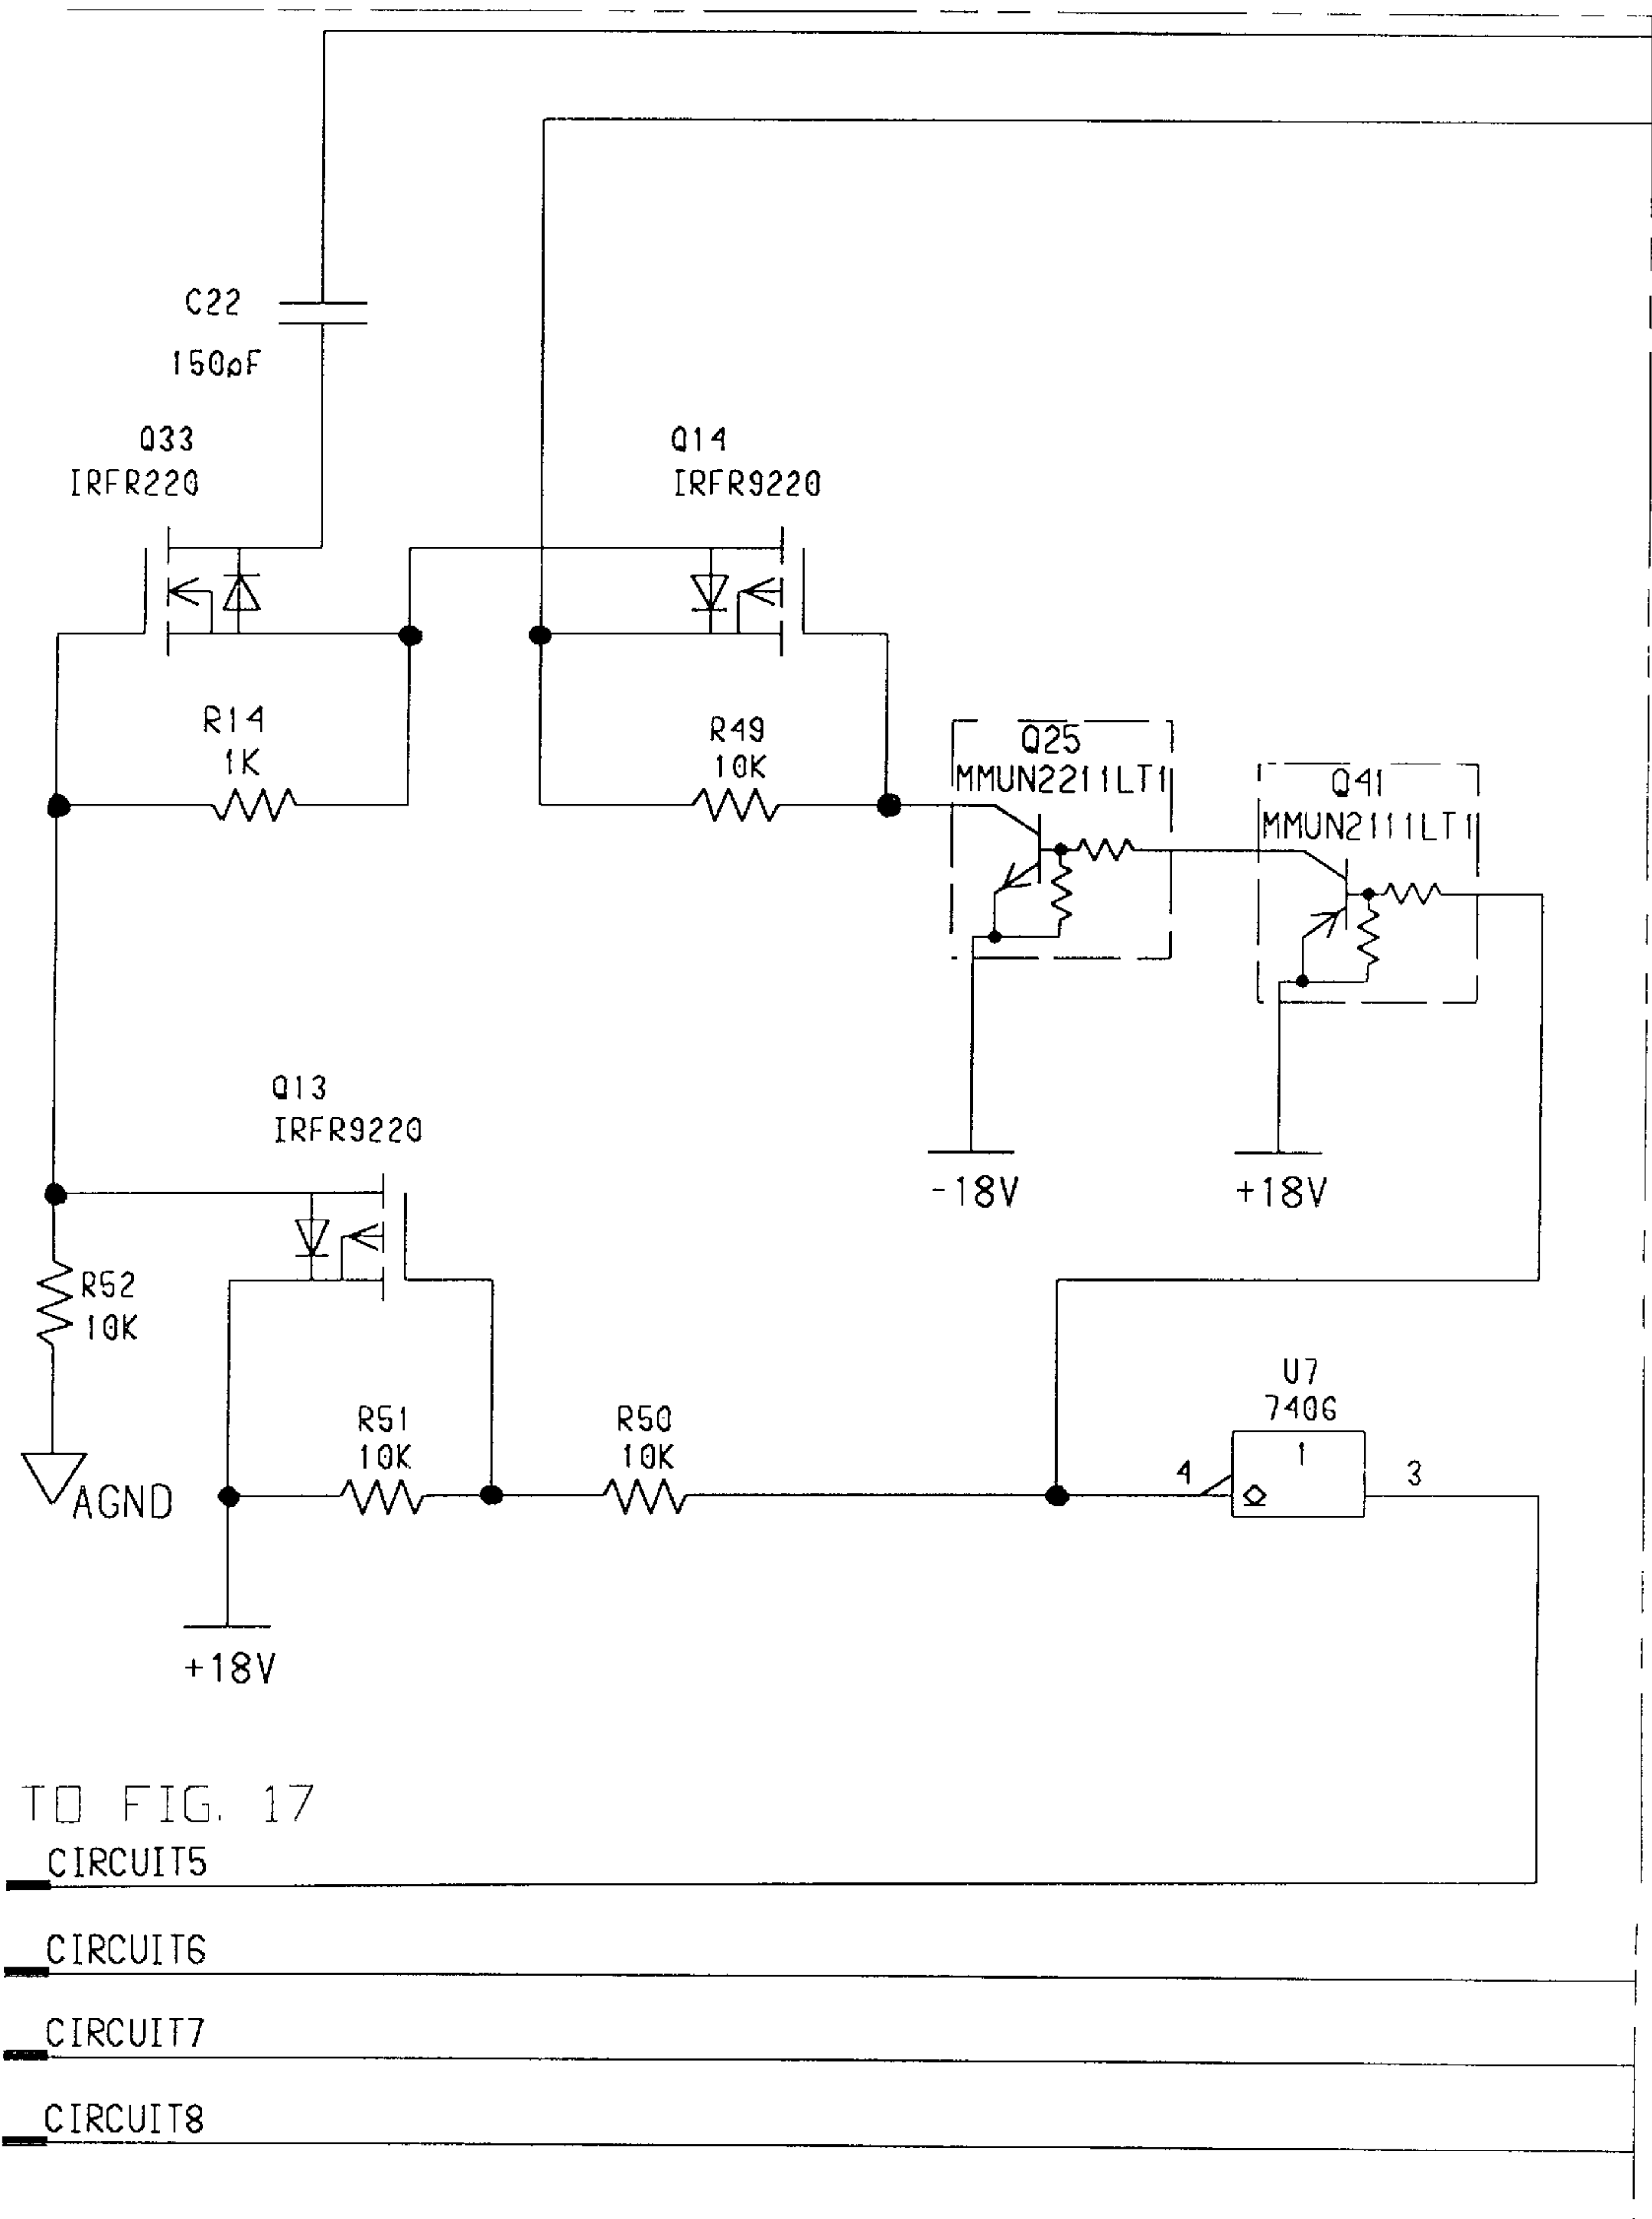 C22
150pF
Q33
IRFR220
Q14
IRFR9220
R14
1K
R49
10K
Q25
MMUN2211LT1
Q41
MMUN2111LT1
Q13
IRFR9220
-18V
+18V
R52
10K
AGND
R51
10K
R50
10K
U7
7406
1
4
3
+18V
TO FIG. 17
CIRCUIT5
CIRCUIT6
CIRCUIT7
CIRCUIT8